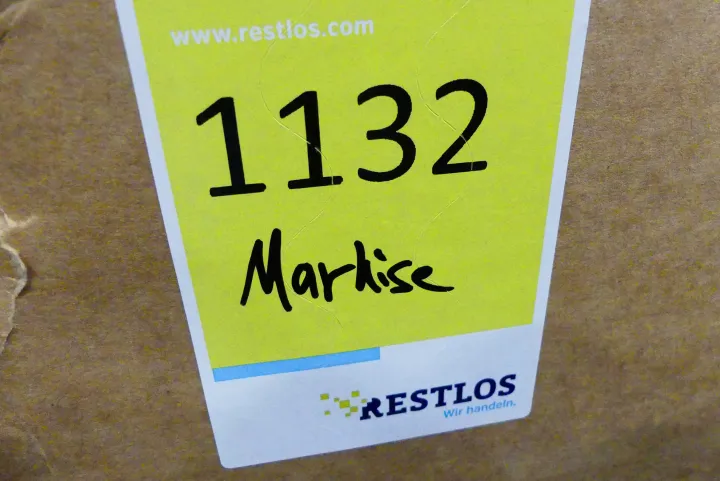 www.restlos.com
1132
Markise
RESTLOS
Wir handeln.